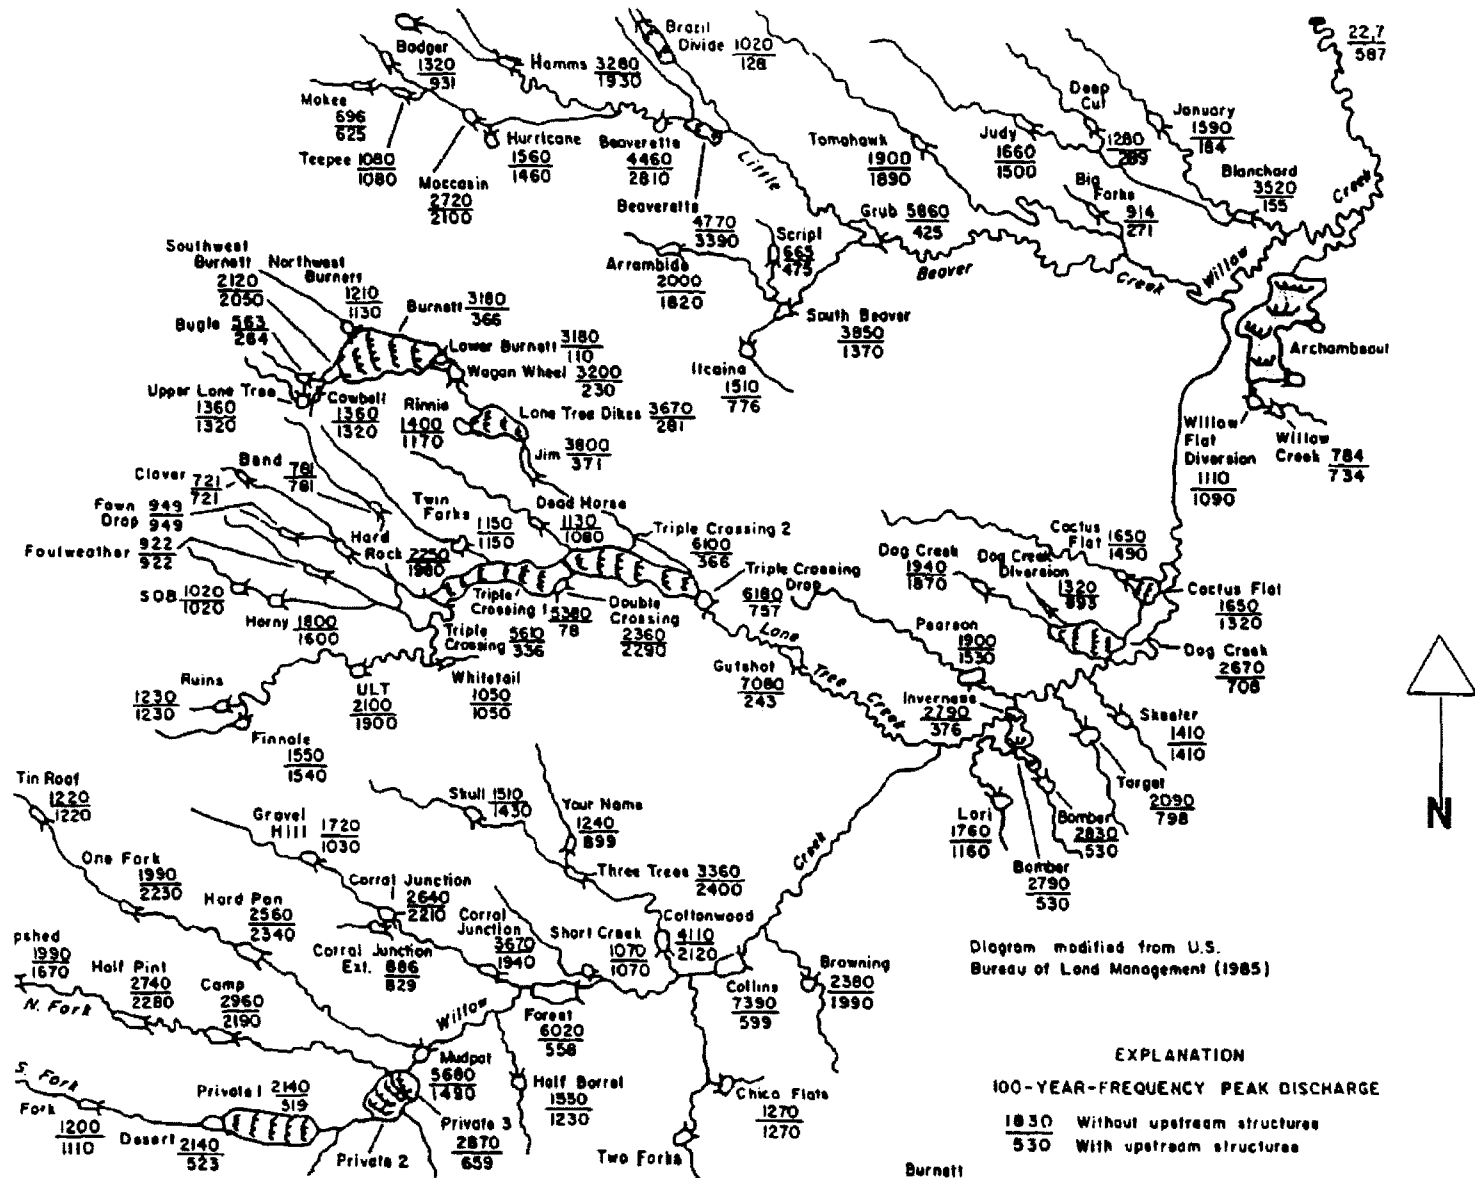 Badger
1320
931
Hamms 3280
1930
Brazil
Divide 1020
128
22.7
587
Mokee
696
625
Teepee 1080
1080
Moccasin
2720
2100
Hurricane
1560
1460
Beaverette
4460
2810
Beaverette
4770
3390
Little
Tomahawk
1900
1890
Judy
1660
1500
Deep
Cut
1280
289
January
1590
184
Blanchard
3520
155
Creek
Big
Forks
914
271
Grub 5860
425
Script
665
475
Arrambide
2000
1820
Beaver
Creek
Willow
South Beaver
3850
1370
Itcaina
1510
776
Archambeaut
Willow
Flat
Diversion
1110
1090
Willow
Creek 784
734
Southwest
Burnett
2120
2050
Northwest
Burnett
1210
1130
Bugle 563
264
Burnett 3180
366
Lower Burnett 3180
110
Wagon Wheel 3200
230
Upper Lone Tree
1360
1320
Cowbell
1360
1320
Rinnie
1400
1170
Lone Tree Dikes 3670
281
Jim 3800
371
Clover 721
721
Bend 781
781
Fawn 949
Drop 949
Foulweather 922
922
Hard
Rock 2250
1980
Twin
Forks
1150
1150
Dead Horse
1130
1080
Triple Crossing 2
6100
366
Triple Crossing
Drop
6180
757
SOB 1020
1020
Horny 1800
1600
Triple
Crossing 1 5380
78
Triple
Crossing 5610
336
Double
Crossing
2360
2290
Whitetail
1050
1050
Ruins
1230
1230
ULT
2100
1900
Finnale
1550
1540
Lone
Tree
Creek
Gutshot
7080
243
Pearson
1900
1530
Inverness
2790
376
Dog Creek
1940
1870
Dog Creek
Diversion
1320
893
Cactus
Flat 1650
1490
Cactus Flat
1650
1320
Dog Creek
2670
708
Skeeter
1410
1410
Target
2090
798
Bomber
2830
530
Bomber
2790
530
Lori
1760
1160
N
Tin Roof
1220
1220
Gravel
Hill 1720
1030
Skull 1510
1430
Your Name
1240
899
Three Trees 3360
2400
Creek
One Fork
1990
2230
Hard Pan
2560
2340
Corral Junction
1 2640
2210
Corral Junction
Ext. 886
829
Corral
Junction
3670
1940
Short Creek
1070
1070
Cottonwood
4110
2120
Collins
7390
599
Browning
2380
1990
pshed
1990
1670
N. Fork
Half Pint
2740
2280
Camp
2960
2190
Willow
Forest
6020
558
Mudpot
5680
1490
Half Barrel
1550
1230
Chica Flats
1270
1270
Two Forks
S. Fork
Fork
1200
1110
Private 1 2140
519
Desert 2140
523
Private 2
Private 3
2870
659
Diagram modified from U.S.
Bureau of Land Management (1985)
EXPLANATION
100-YEAR-FREQUENCY PEAK DISCHARGE
1830 Without upstream structures
530 With upstream structures
Burnett